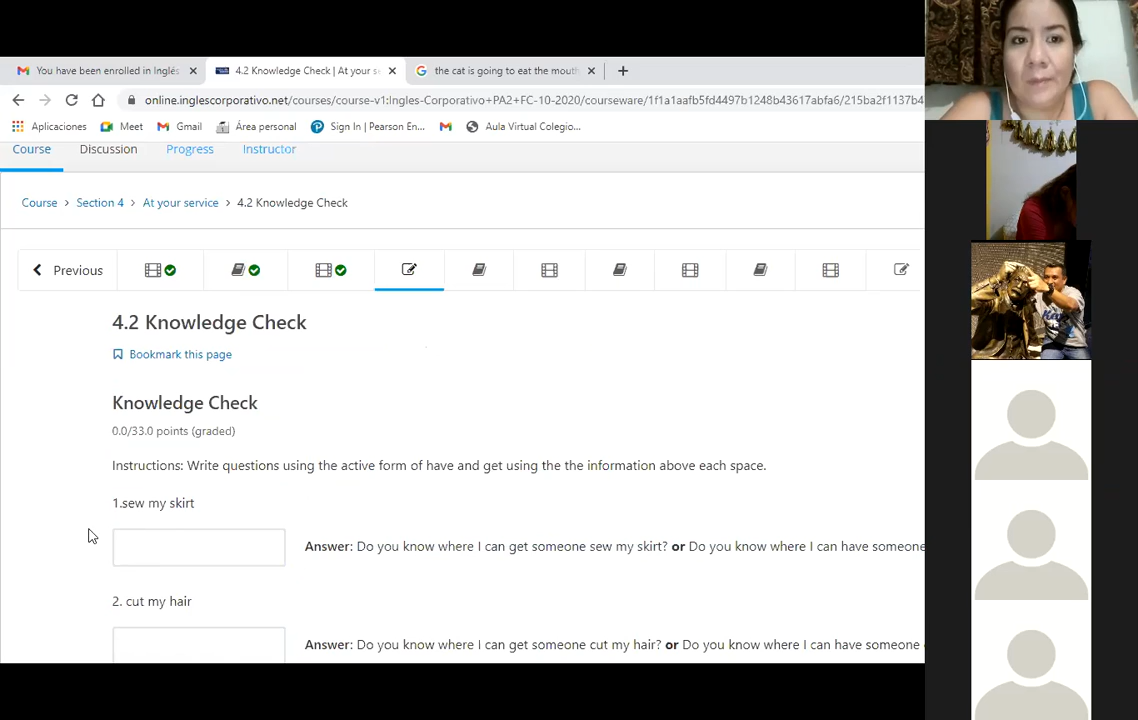 You have been enrolled in Inglés
4.2 Knowledge Check | At your se
the cat is going to eat the mouth
online.inglescorporativo.net/courses/course-v1:Ingles-Corporativo+PA2+FC-10-2020/courseware/1f1a1aafb5fd4497b1248b43617abfa6/215ba2f1137b4
Aplicaciones Meet Gmail Área personal Sign In | Pearson En... Aula Virtual Colegio...
Course Discussion Progress Instructor
Course > Section 4 > At your service > 4.2 Knowledge Check
Previous
4.2 Knowledge Check
Bookmark this page
Knowledge Check
0.0/33.0 points (graded)
Instructions: Write questions using the active form of have and get using the the information above each space.
1.sew my skirt
Answer: Do you know where I can get someone sew my skirt? or Do you know where I can have someone
2. cut my hair
Answer: Do you know where I can get someone cut my hair? or Do you know where I can have someone